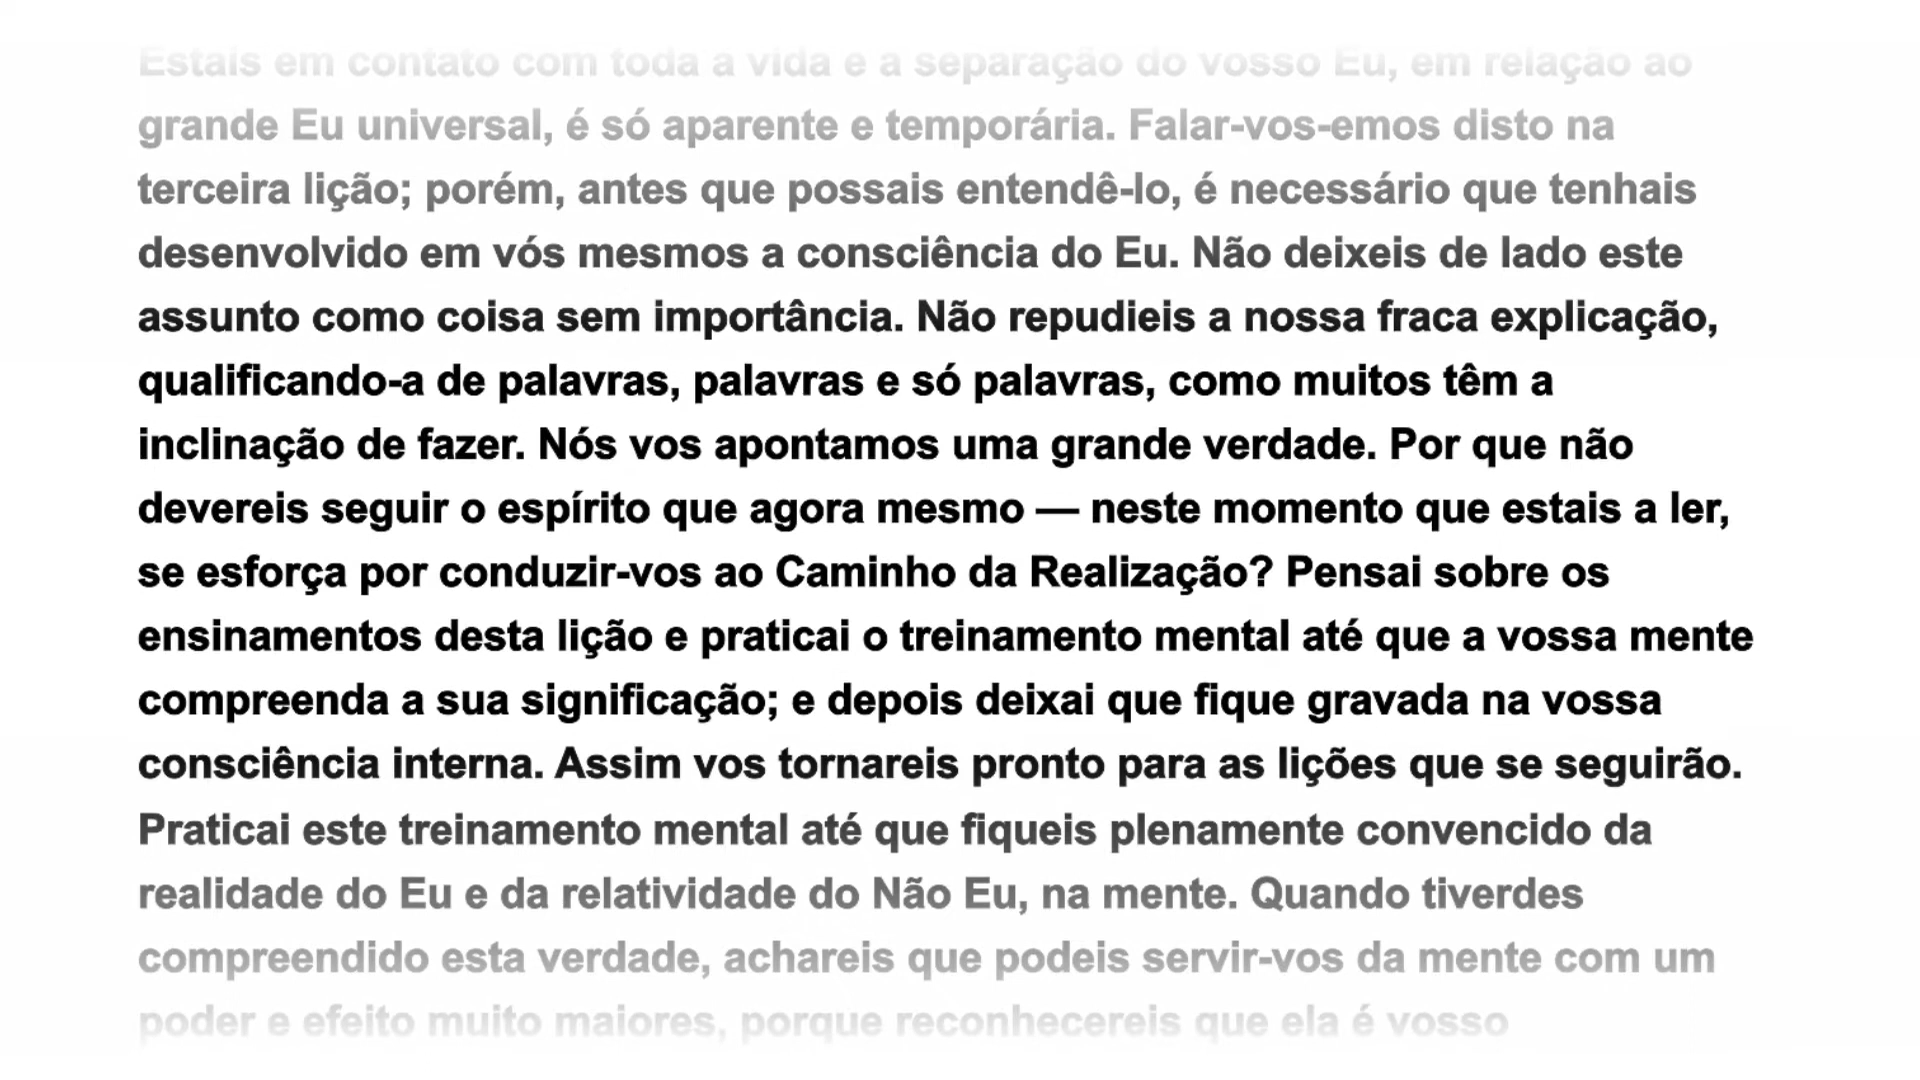 Estais em contato com toda a vida e a separação do vosso Eu, em relação ao
grande Eu universal, é só aparente e temporária. Falar-vos-emos disto na
terceira lição; porém, antes que possais entendê-lo, é necessário que tenhais
desenvolvido em vós mesmos a consciência do Eu. Não deixeis de lado este
assunto como coisa sem importância. Não repudieis a nossa fraca explicação,
qualificando-a de palavras, palavras e só palavras, como muitos têm a
inclinação de fazer. Nós vos apontamos uma grande verdade. Por que não
devereis seguir o espírito que agora mesmo — neste momento que estais a ler,
se esforça por conduzir-vos ao Caminho da Realização? Pensai sobre os
ensinamentos desta lição e praticai o treinamento mental até que a vossa mente
compreenda a sua significação; e depois deixai que fique gravada na vossa
consciência interna. Assim vos tornareis pronto para as lições que se seguirão.
Praticai este treinamento mental até que fiqueis plenamente convencido da
realidade do Eu e da relatividade do Não Eu, na mente. Quando tiverdes
compreendido esta verdade, achareis que podeis servir-vos da mente com um
poder e efeito muito maiores, porque reconhecereis que ela é vosso